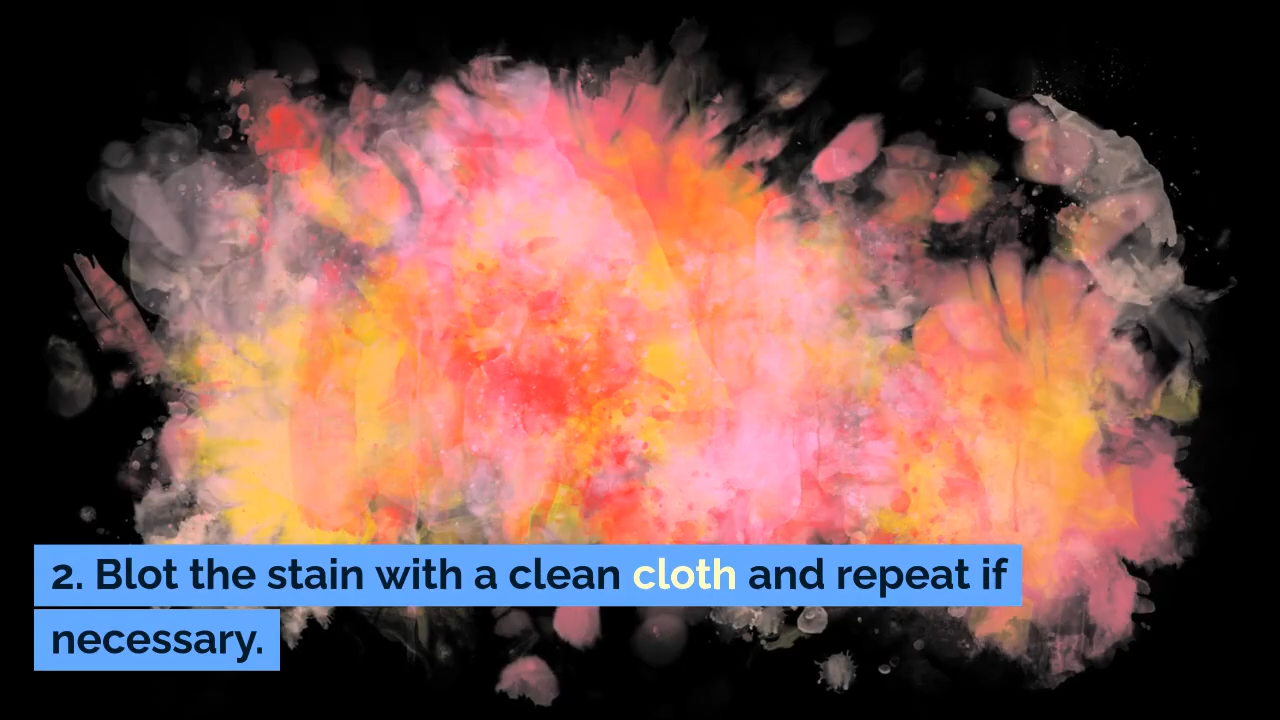 2. Blot the stain with a clean cloth and repeat if
necessary.